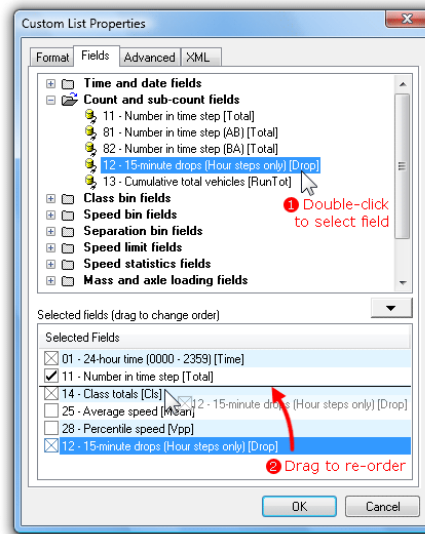 Custom List Properties
Format Fields Advanced XML
Time and date fields
Count and sub-count fields
11 - Number in time step [Total]
81 - Number in time step (AB) [Total]
82 - Number in time step (BA) [Total]
12 - 15-minute drops (Hour steps only) [Drop]
13 - Cumulative total vehicles [RunTot]
Class bin fields
1 Double-click
to select field
Speed bin fields
Separation bin fields
Speed limit fields
Speed statistics fields
Mass and axle loading fields
Selected fields (drag to change order)
Selected Fields
01 - 24-hour time (0000 - 2359) [Time]
11 - Number in time step [Total]
14 - Class totals [Cls]
12 - 15-minute drops (Hour steps only) [Drop]
25 - Average speed [Mean]
28 - Percentile speed [Vpp]
12 - 15-minute drops (Hour steps only) [Drop]
2 Drag to re-order
OK Cancel